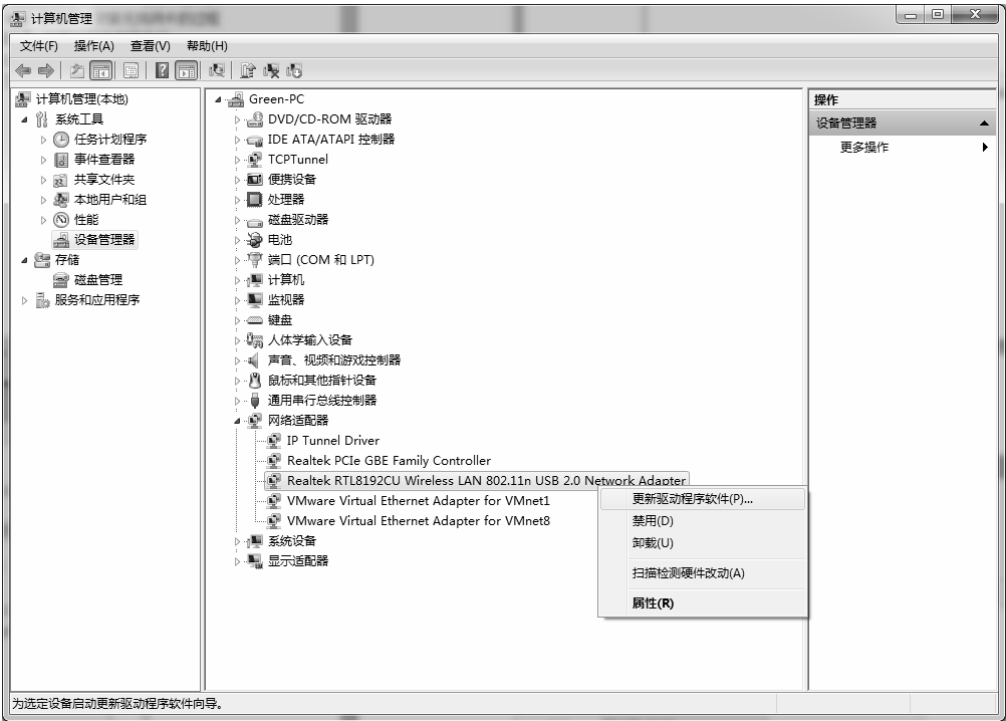 计算机管理
文件(F) 操作(A) 查看(V) 帮助(H)
计算机管理(本地)
系统工具
任务计划程序
事件查看器
共享文件夹
本地用户和组
性能
设备管理器
存储
磁盘管理
服务和应用程序
Green-PC
DVD/CD-ROM 驱动器
IDE ATA/ATAPI 控制器
TCPTunnel
便携设备
处理器
磁盘驱动器
电池
端口 (COM 和 LPT)
计算机
监视器
键盘
人体学输入设备
声音、视频和游戏控制器
鼠标和其他指针设备
通用串行总线控制器
网络适配器
IP Tunnel Driver
Realtek PCIe GBE Family Controller
Realtek RTL8192CU Wireless LAN 802.11n USB 2.0 Network Adapter
VMware Virtual Ethernet Adapter for VMnet1
VMware Virtual Ethernet Adapter for VMnet8
系统设备
显示适配器
更新驱动程序软件(P)...
禁用(D)
卸载(U)
扫描检测硬件改动(A)
属性(R)
操作
设备管理器
更多操作
为选定设备启动更新驱动程序软件向导。